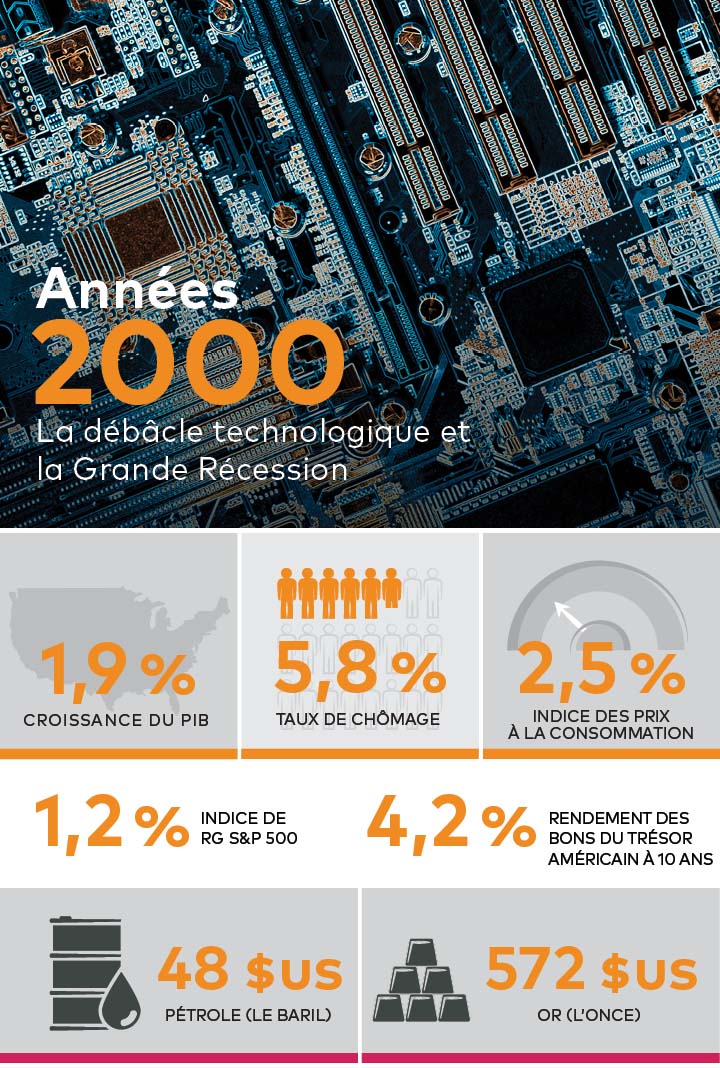 Années
2000
La débâcle technologique et
la Grande Récession
1,9 %
CROISSANCE DU PIB
5,8 %
TAUX DE CHÔMAGE
2,5 %
INDICE DES PRIX
À LA CONSOMMATION
1,2 %
INDICE DE
RG S&P 500
4,2 %
RENDEMENT DES
BONS DU TRÉSOR
AMÉRICAIN À 10 ANS
48 $US
PÉTROLE (LE BARIL)
572 $US
OR (L'ONCE)